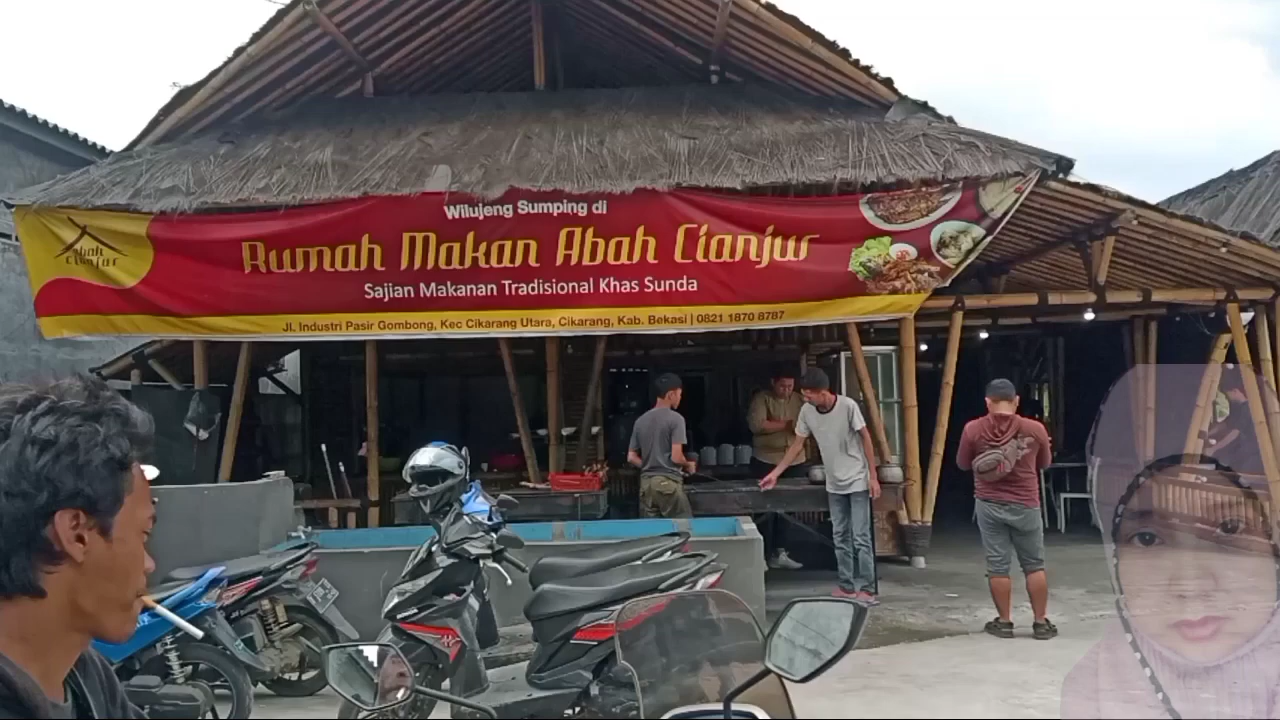 Wilujeng Sumping di
Rumah Makan Abah Cianjur
Sajian Makanan Tradisional Khas Sunda
Jl. Industri Pasir Gombong, Kec Cikarang Utara, Cikarang, Kab. Bekasi | 0821 1870 8787
abah
cianjur